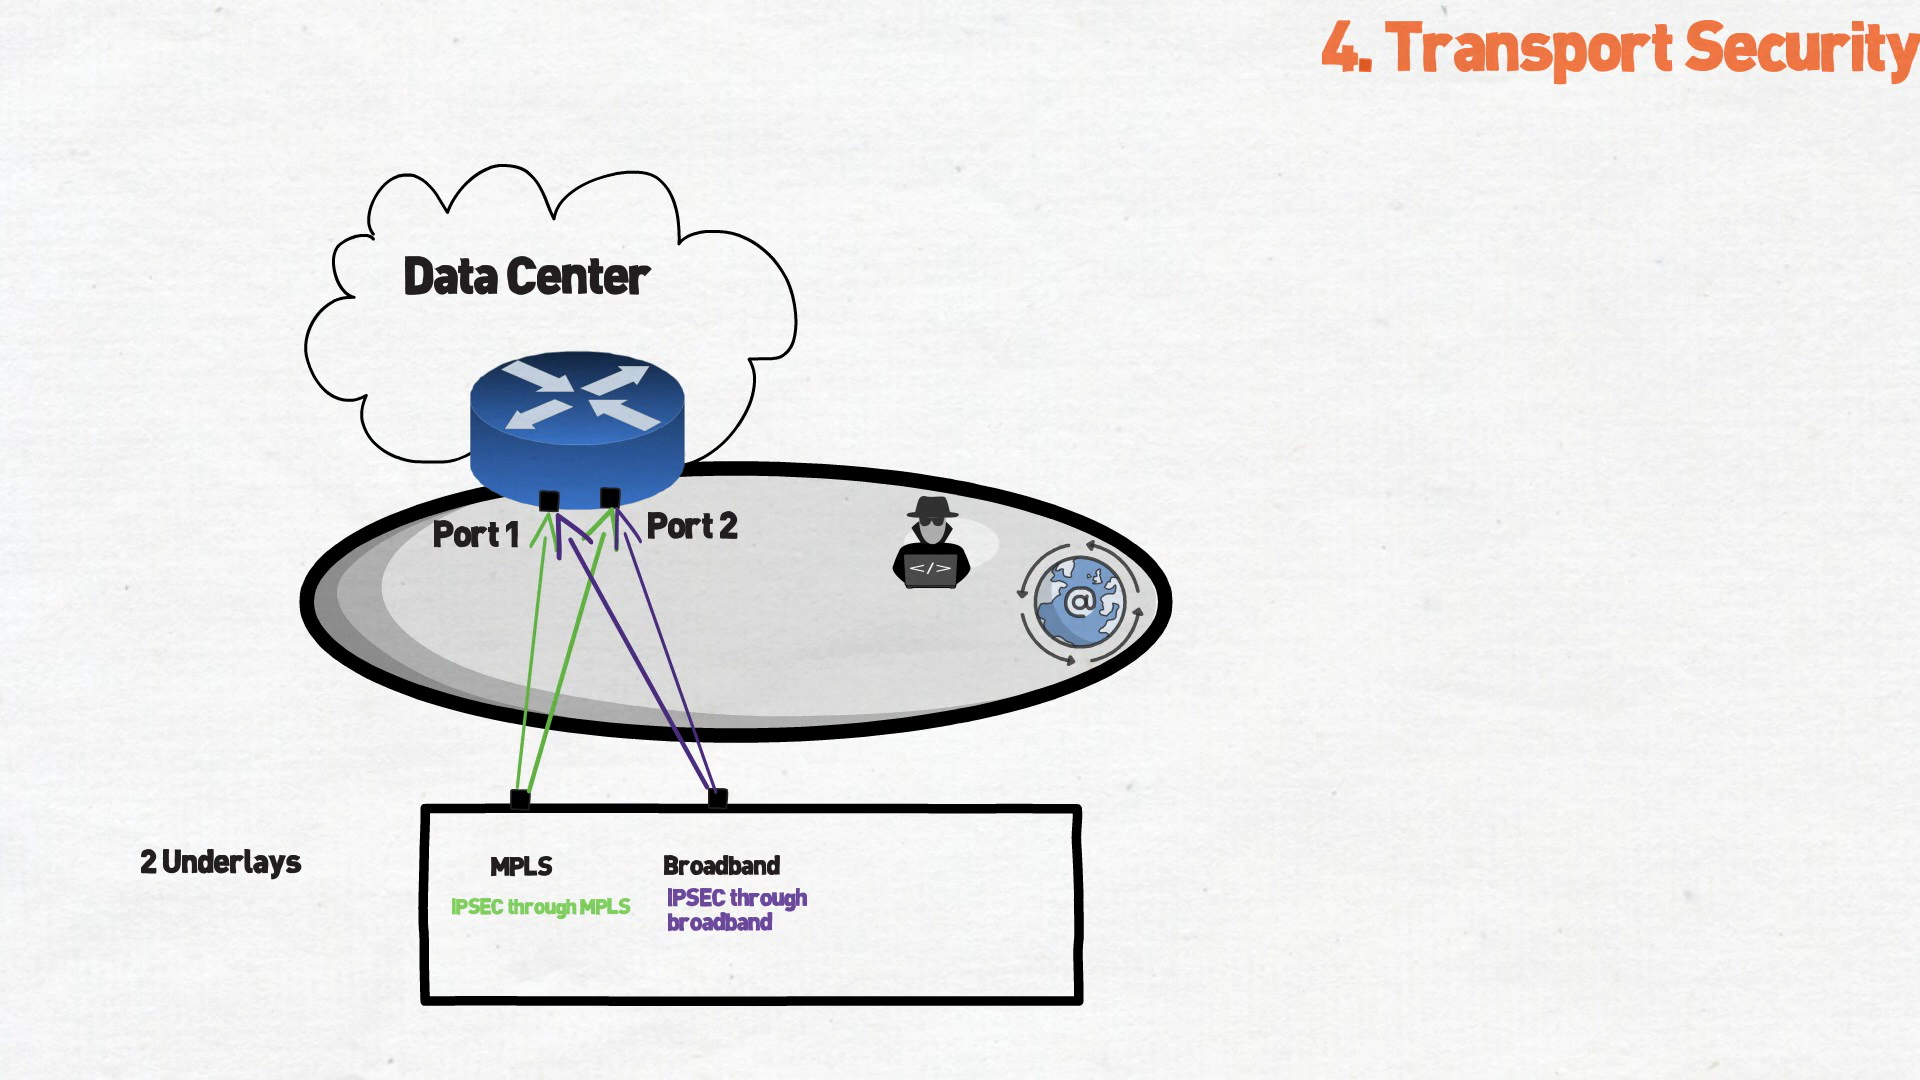 4. Transport Security
Data Center
Port 1
Port 2
</>
@
2 Underlays
MPLS
Broadband
IPSEC through MPLS
IPSEC through
broadband